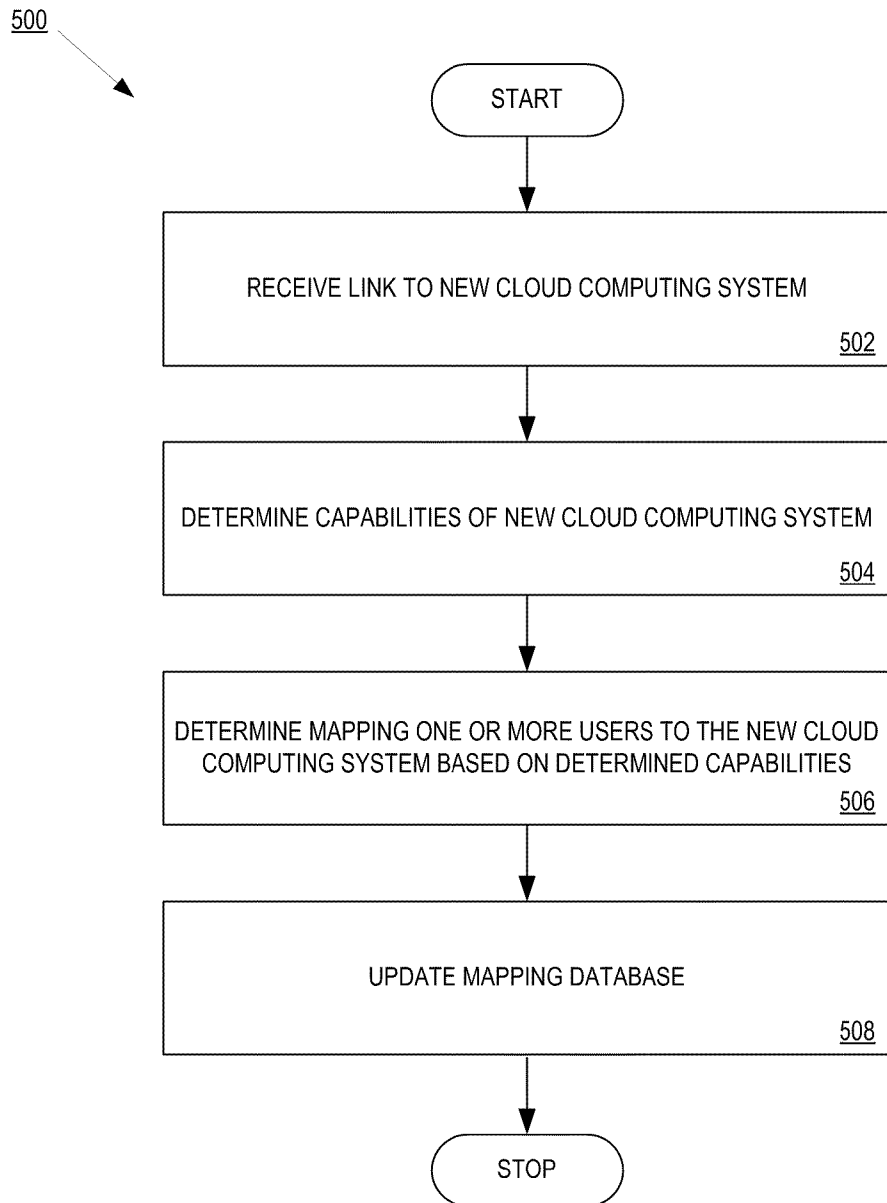 500
START
RECEIVE LINK TO NEW CLOUD COMPUTING SYSTEM
502
DETERMINE CAPABILITIES OF NEW CLOUD COMPUTING SYSTEM
504
DETERMINE MAPPING ONE OR MORE USERS TO THE NEW CLOUD
COMPUTING SYSTEM BASED ON DETERMINED CAPABILITIES
506
UPDATE MAPPING DATABASE
508
STOP